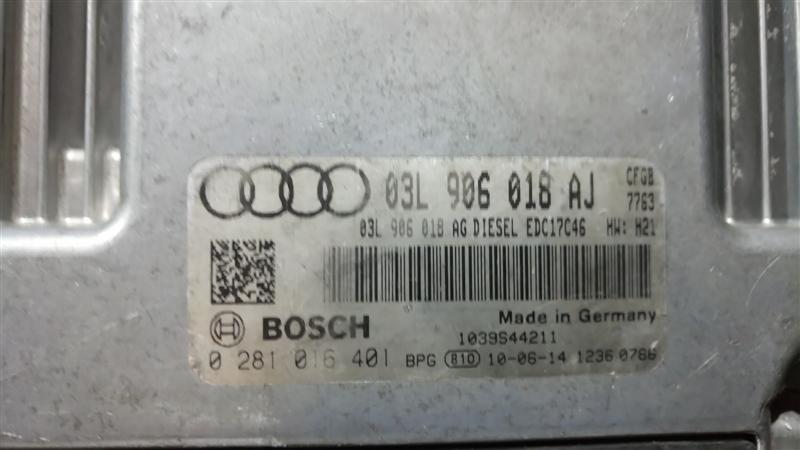 03L 906 018 AJ CFGB
7763
03L 906 018 AG DIESEL EDC17C46 HW: H21
Made in Germany
BOSCH 1039S44211
0 281 016 401 BPG 810 10-06-14 1236 0766